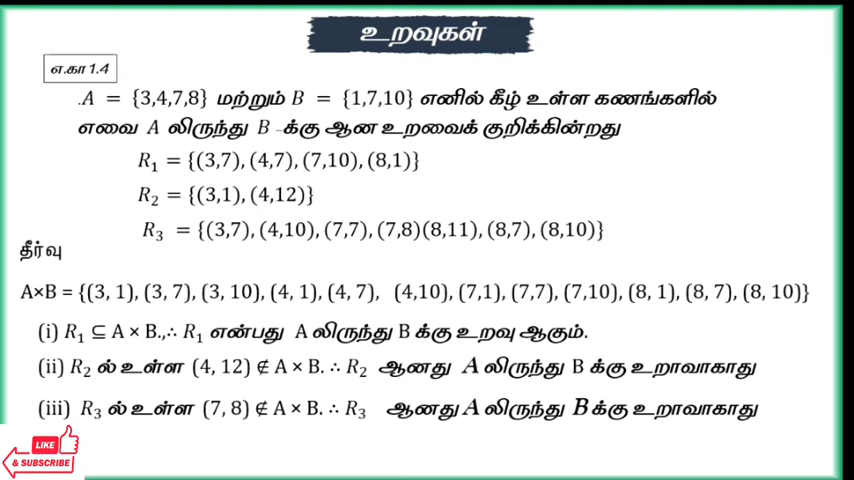 உறவுகள்
எ.கா 1.4
.A = {3,4,7,8} மற்றும் B = {1,7,10} எனில் கீழ் உள்ள கணங்களில்
எவை A லிருந்து B –க்கு ஆன உறவைக் குறிக்கின்றது
R₁ = {(3,7), (4,7), (7,10), (8,1)}
R₂ = {(3,1), (4,12)}
R₃ = {(3,7), (4,10), (7,7), (7,8)(8,11), (8,7), (8,10)}
தீர்வு
A×B = {(3, 1), (3, 7), (3, 10), (4, 1), (4, 7), (4,10), (7,1), (7,7), (7,10), (8, 1), (8, 7), (8, 10)}
(i) R₁ ⊆ A × B.,∴ R₁ என்பது A லிருந்து B க்கு உறவு ஆகும்.
(ii) R₂ ல் உள்ள (4, 12) ∉ A × B. ∴ R₂ ஆனது A லிருந்து B க்கு உறாவாகாது
(iii) R₃ ல் உள்ள (7, 8) ∉ A × B. ∴ R₃ ஆனது A லிருந்து B க்கு உறாவாகாது
LIKE
& SUBSCRIBE